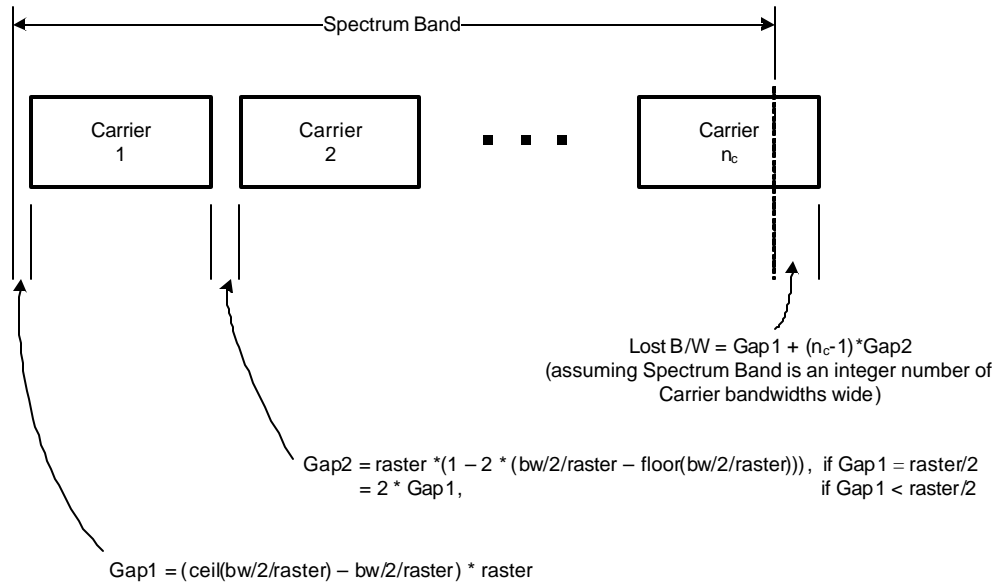 Spectrum Band
Carrier
1
Carrier
2
Carrier
n_c
Lost B/W = Gap1 + (n_c-1)*Gap2
(assuming Spectrum Band is an integer number of
Carrier bandwidths wide)
Gap2 = raster *(1 – 2 * (bw/2/raster – floor(bw/2/raster))), if Gap1 = raster/2
= 2 * Gap1, if Gap1 < raster/2
Gap1 = (ceil(bw/2/raster) – bw/2/raster) * raster